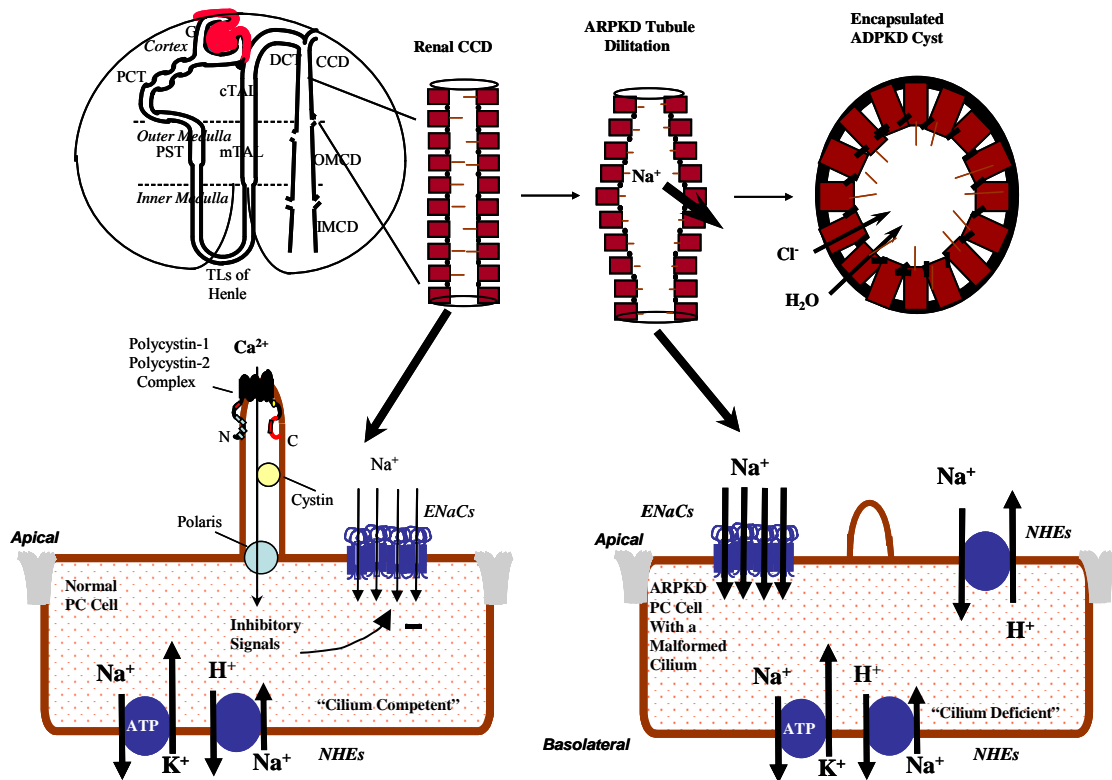 G
Cortex
PCT
DCT
CCD
cTAL
Outer Medulla
PST
mTAL
OMCD
Inner Medulla
IMCD
TLs of
Henle
Renal CCD
ARPKD Tubule
Dilitation
Na⁺
Encapsulated
ADPKD Cyst
Cl⁻
H₂O
Polycystin-1
Polycystin-2
Complex
Ca²⁺
N
C
Cystin
Polaris
Na⁺
ENaCs
Apical
Normal
PC Cell
Inhibitory
Signals
–
Na⁺
H⁺
ATP
"Cilium Competent"
K⁺
Na⁺
NHEs
Na⁺
ENaCs
Na⁺
NHEs
Apical
ARPKD
PC Cell
With a
Malformed
Cilium
H⁺
Na⁺
H⁺
ATP
"Cilium Deficient"
Basolateral
K⁺
Na⁺
NHEs